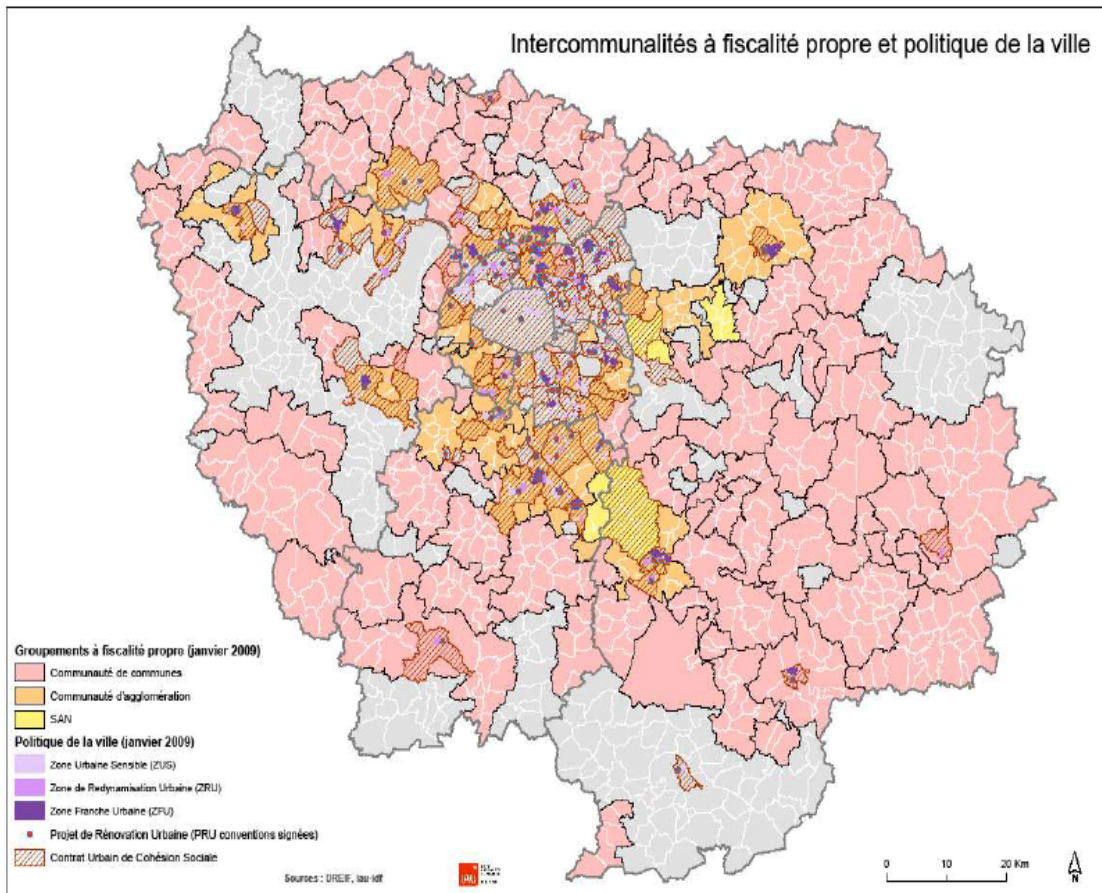 Intercommunalités à fiscalité propre et politique de la ville
Groupements à fiscalité propre (janvier 2009)
Communauté de communes
Communauté d'agglomération
SAN
Politique de la ville (janvier 2009)
Zone Urbaine Sensible (ZUS)
Zone de Redynamisation Urbaine (ZRU)
Zone Franche Urbaine (ZFU)
Projet de Rénovation Urbaine (PRU conventions signées)
Contrat Urbain de Cohésion Sociale
Sources : DREIF, iau-idf
IAU
0 10 20 Km
N